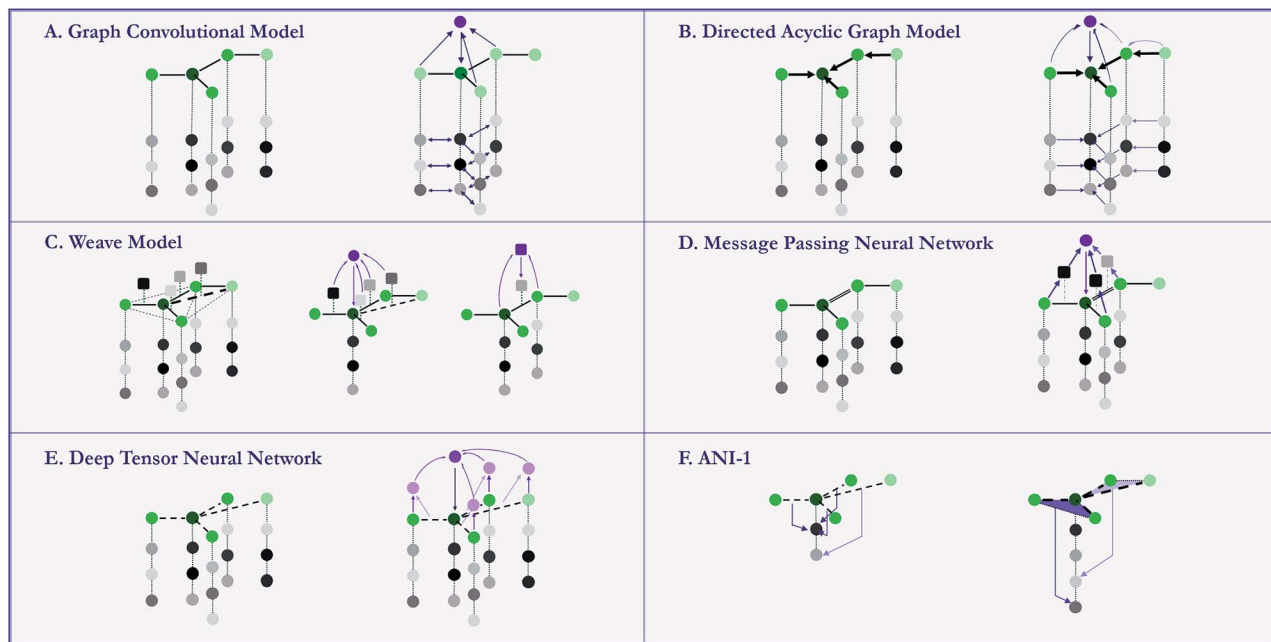 A. Graph Convolutional Model
B. Directed Acyclic Graph Model
C. Weave Model
D. Message Passing Neural Network
E. Deep Tensor Neural Network
F. ANI-1